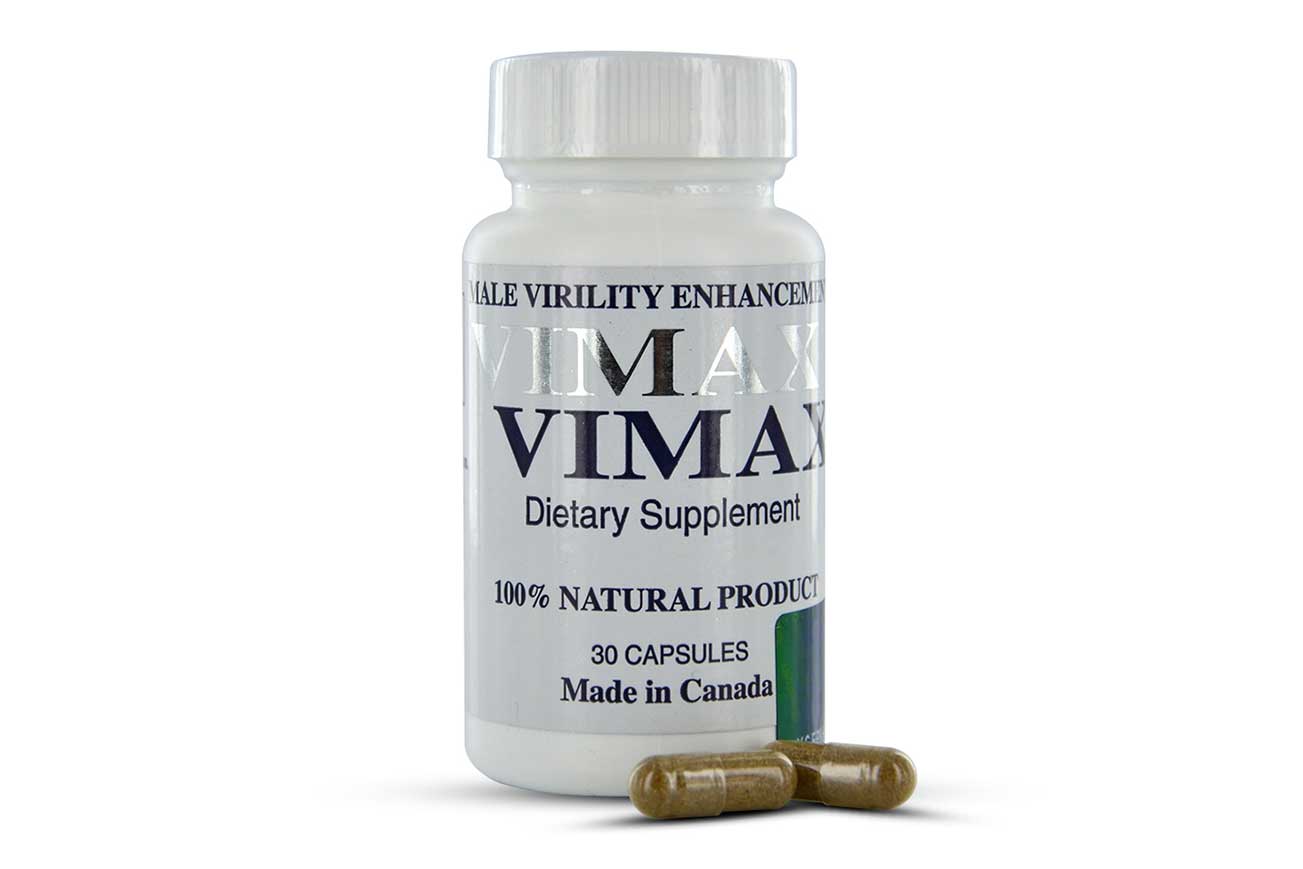 MALE VIRILITY ENHANCEMEN
VIMAX
VIMAX
Dietary Supplement
100% NATURAL PRODUCT
30 CAPSULES
Made in Canada